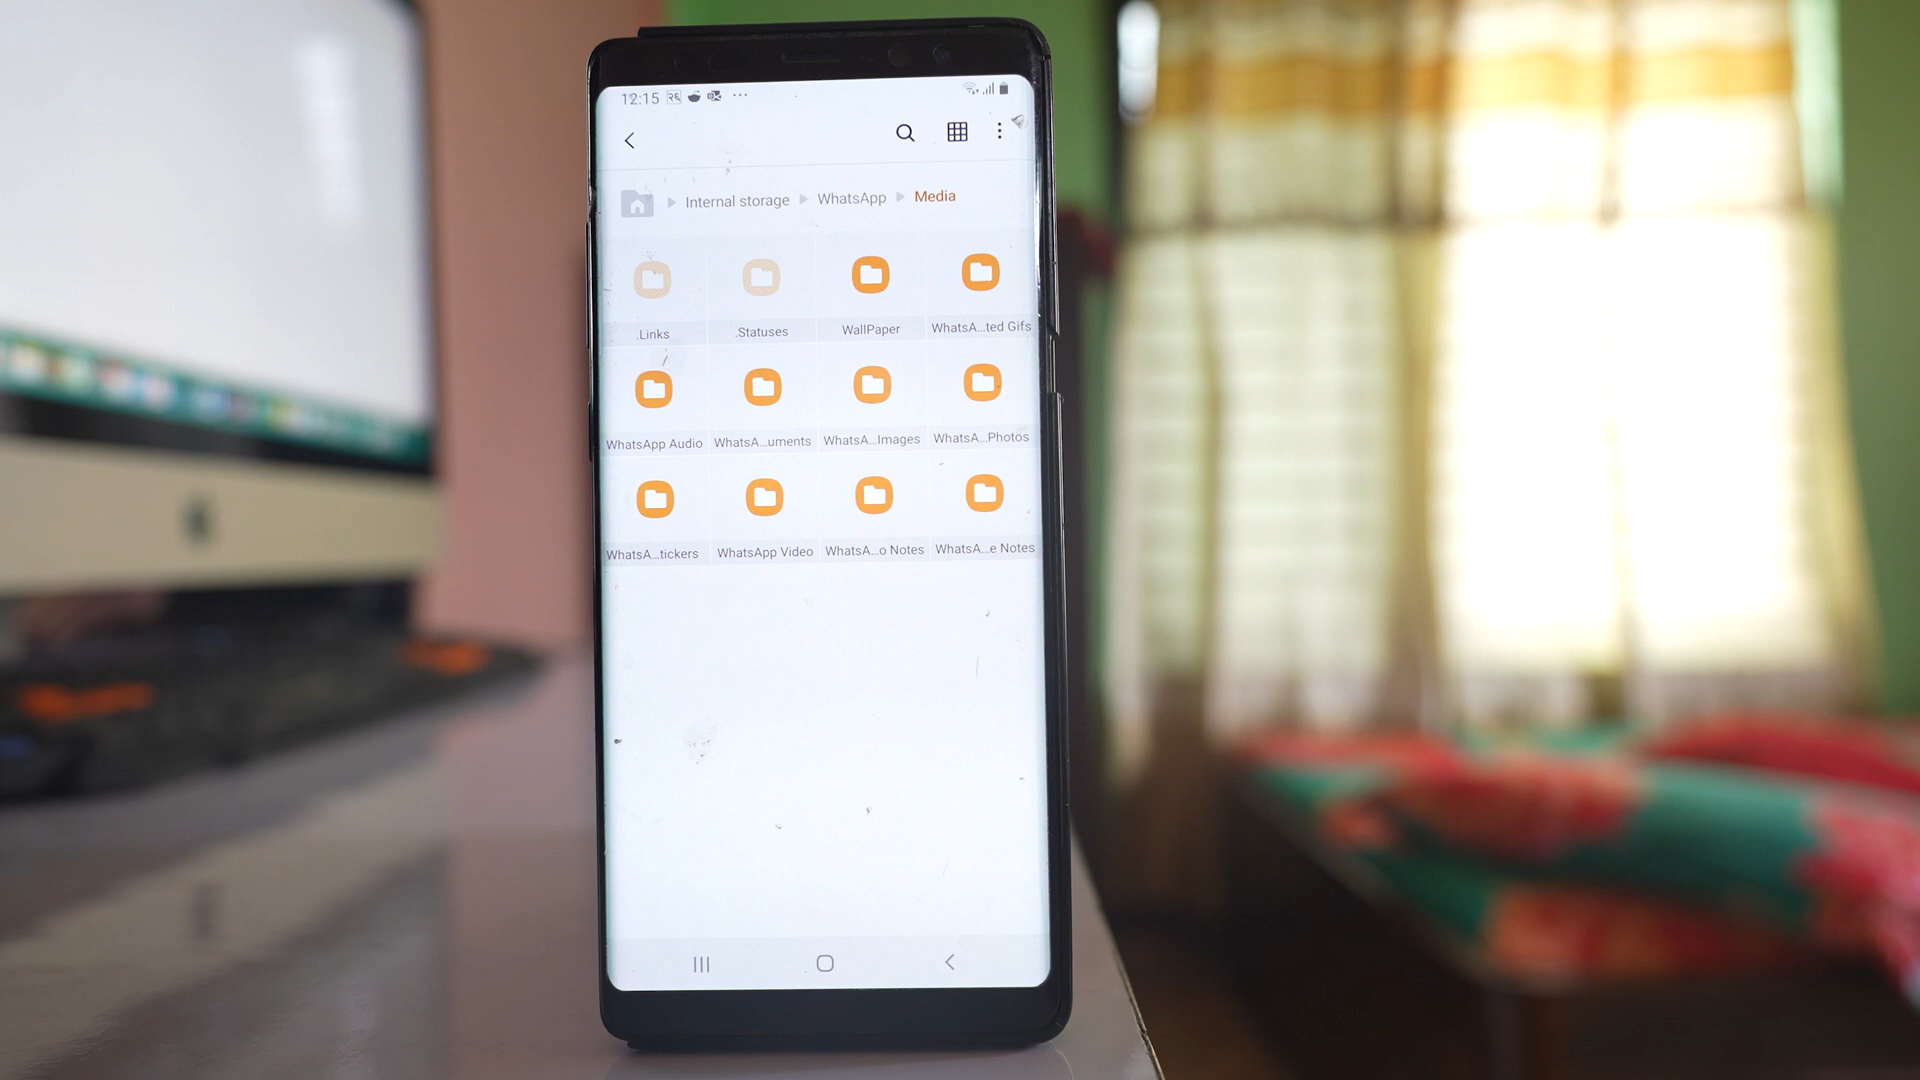 12:15 २६
Internal storage WhatsApp Media
.Links .Statuses WallPaper WhatsA...ted Gifs
WhatsApp Audio WhatsA...uments WhatsA...Images WhatsA...Photos
WhatsA...tickers WhatsApp Video WhatsA...o Notes WhatsA...e Notes